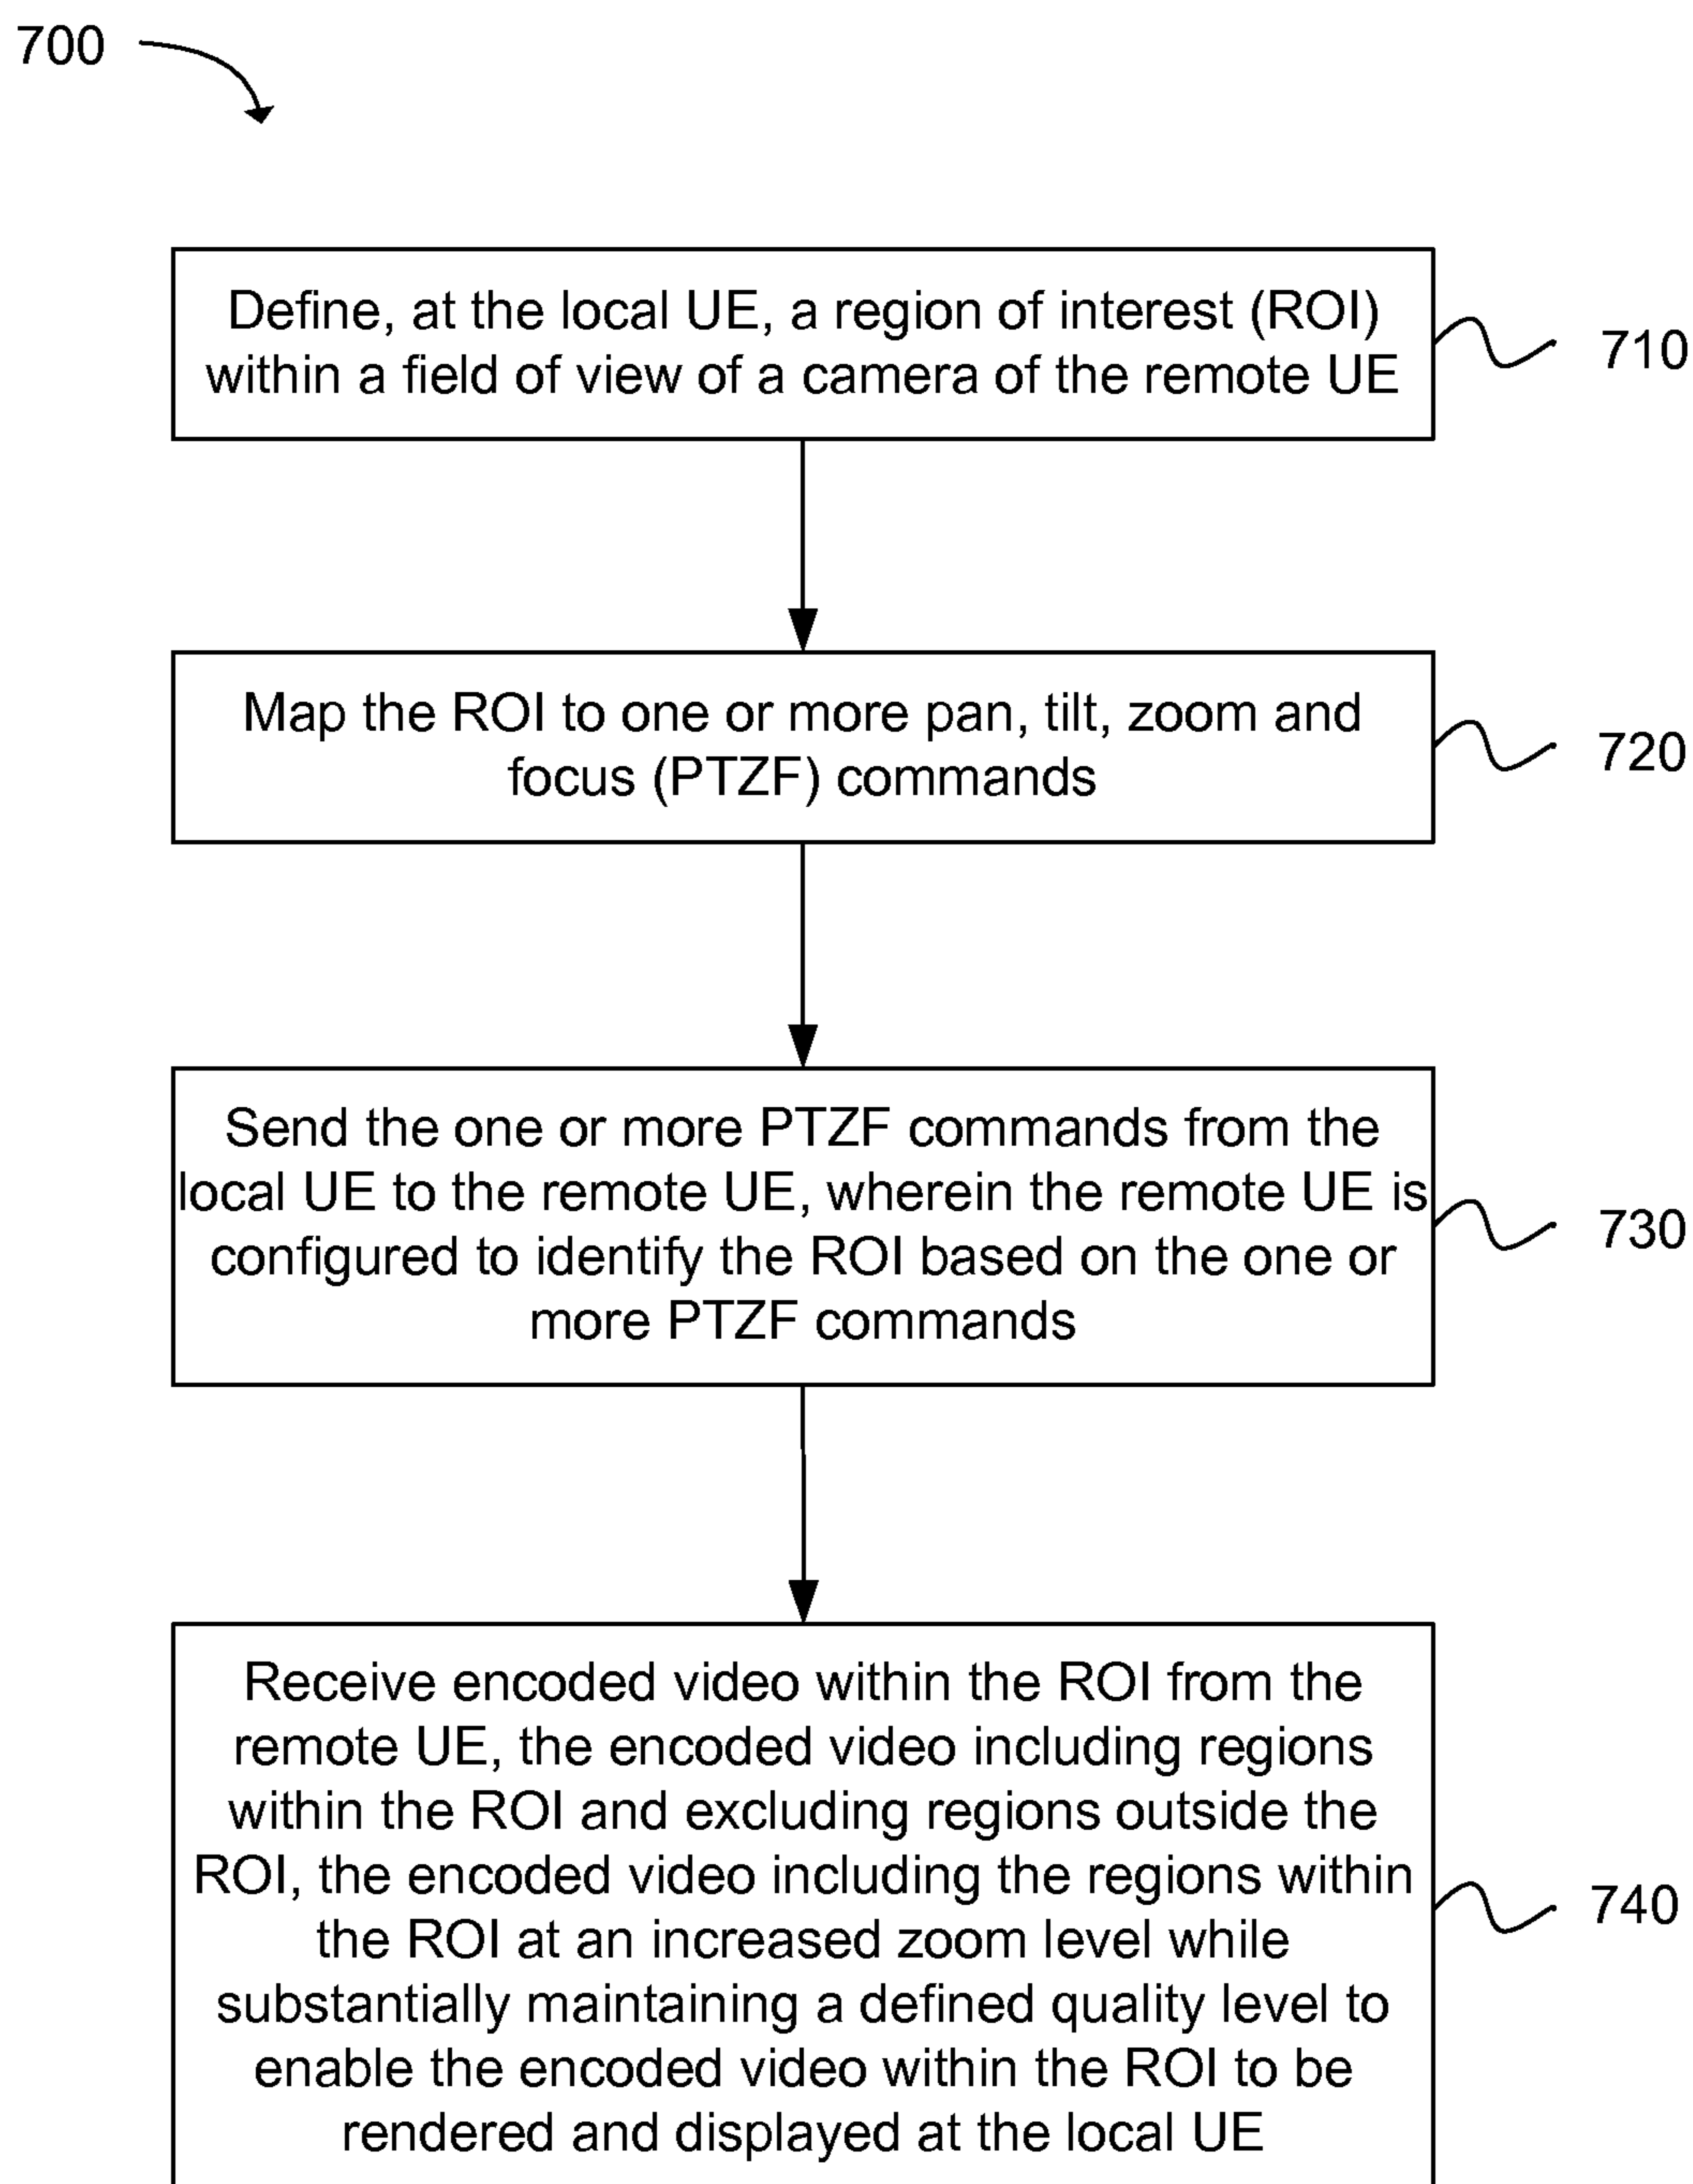 700
Define, at the local UE, a region of interest (ROI)
within a field of view of a camera of the remote UE
710
Map the ROI to one or more pan, tilt, zoom and
focus (PTZF) commands
720
Send the one or more PTZF commands from the
local UE to the remote UE, wherein the remote UE is
configured to identify the ROI based on the one or
more PTZF commands
730
Receive encoded video within the ROI from the
remote UE, the encoded video including regions
within the ROI and excluding regions outside the
ROI, the encoded video including the regions within
the ROI at an increased zoom level while
substantially maintaining a defined quality level to
enable the encoded video within the ROI to be
rendered and displayed at the local UE
740